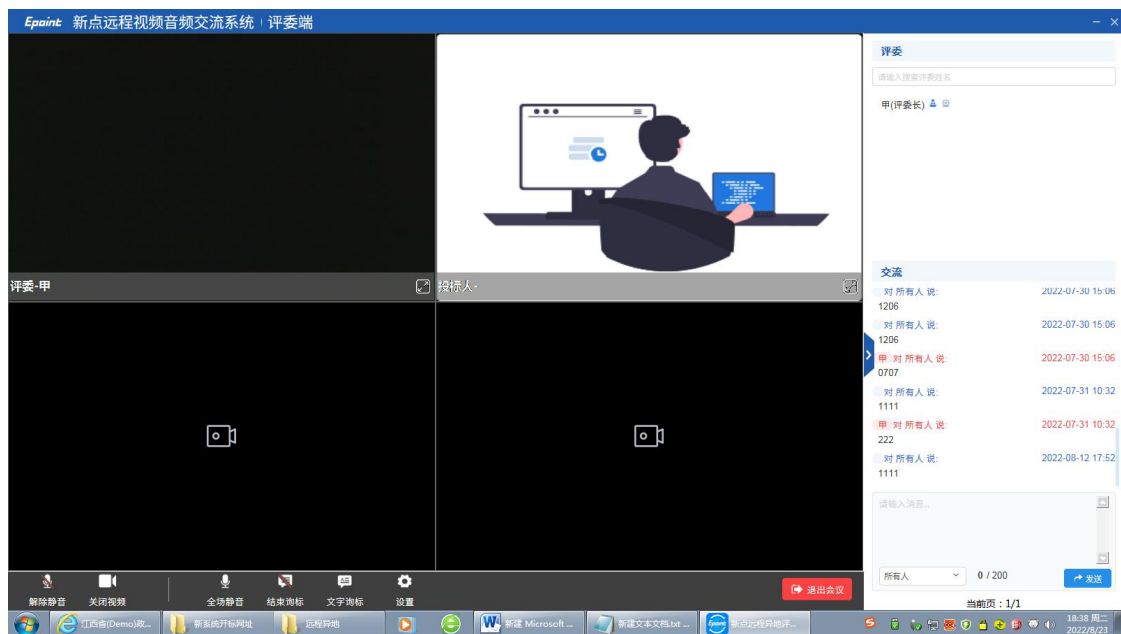 Epoint 新点远程视频音频交流系统 | 评委端
评委
请输入搜索评委姓名
甲(评委长)
评委-甲
投标人-
交流
对 所有人 说: 2022-07-30 15:06
1206
对 所有人 说: 2022-07-30 15:06
1206
甲 对 所有人 说: 2022-07-30 15:06
0707
对 所有人 说: 2022-07-31 10:32
1111
甲 对 所有人 说: 2022-07-31 10:32
222
对 所有人 说: 2022-08-12 17:52
1111
请输入消息...
所有人 0 / 200 发送
当前页：1/1
解除静音 关闭视频 全场静音 结束询标 文字询标 设置 退出会议
江西省(Demo)政... 新系统开标网址 远程异地 新建 Microsoft ... 新建文本文档.txt ... 新点远程异地评...
18:38 周二
2022/8/23